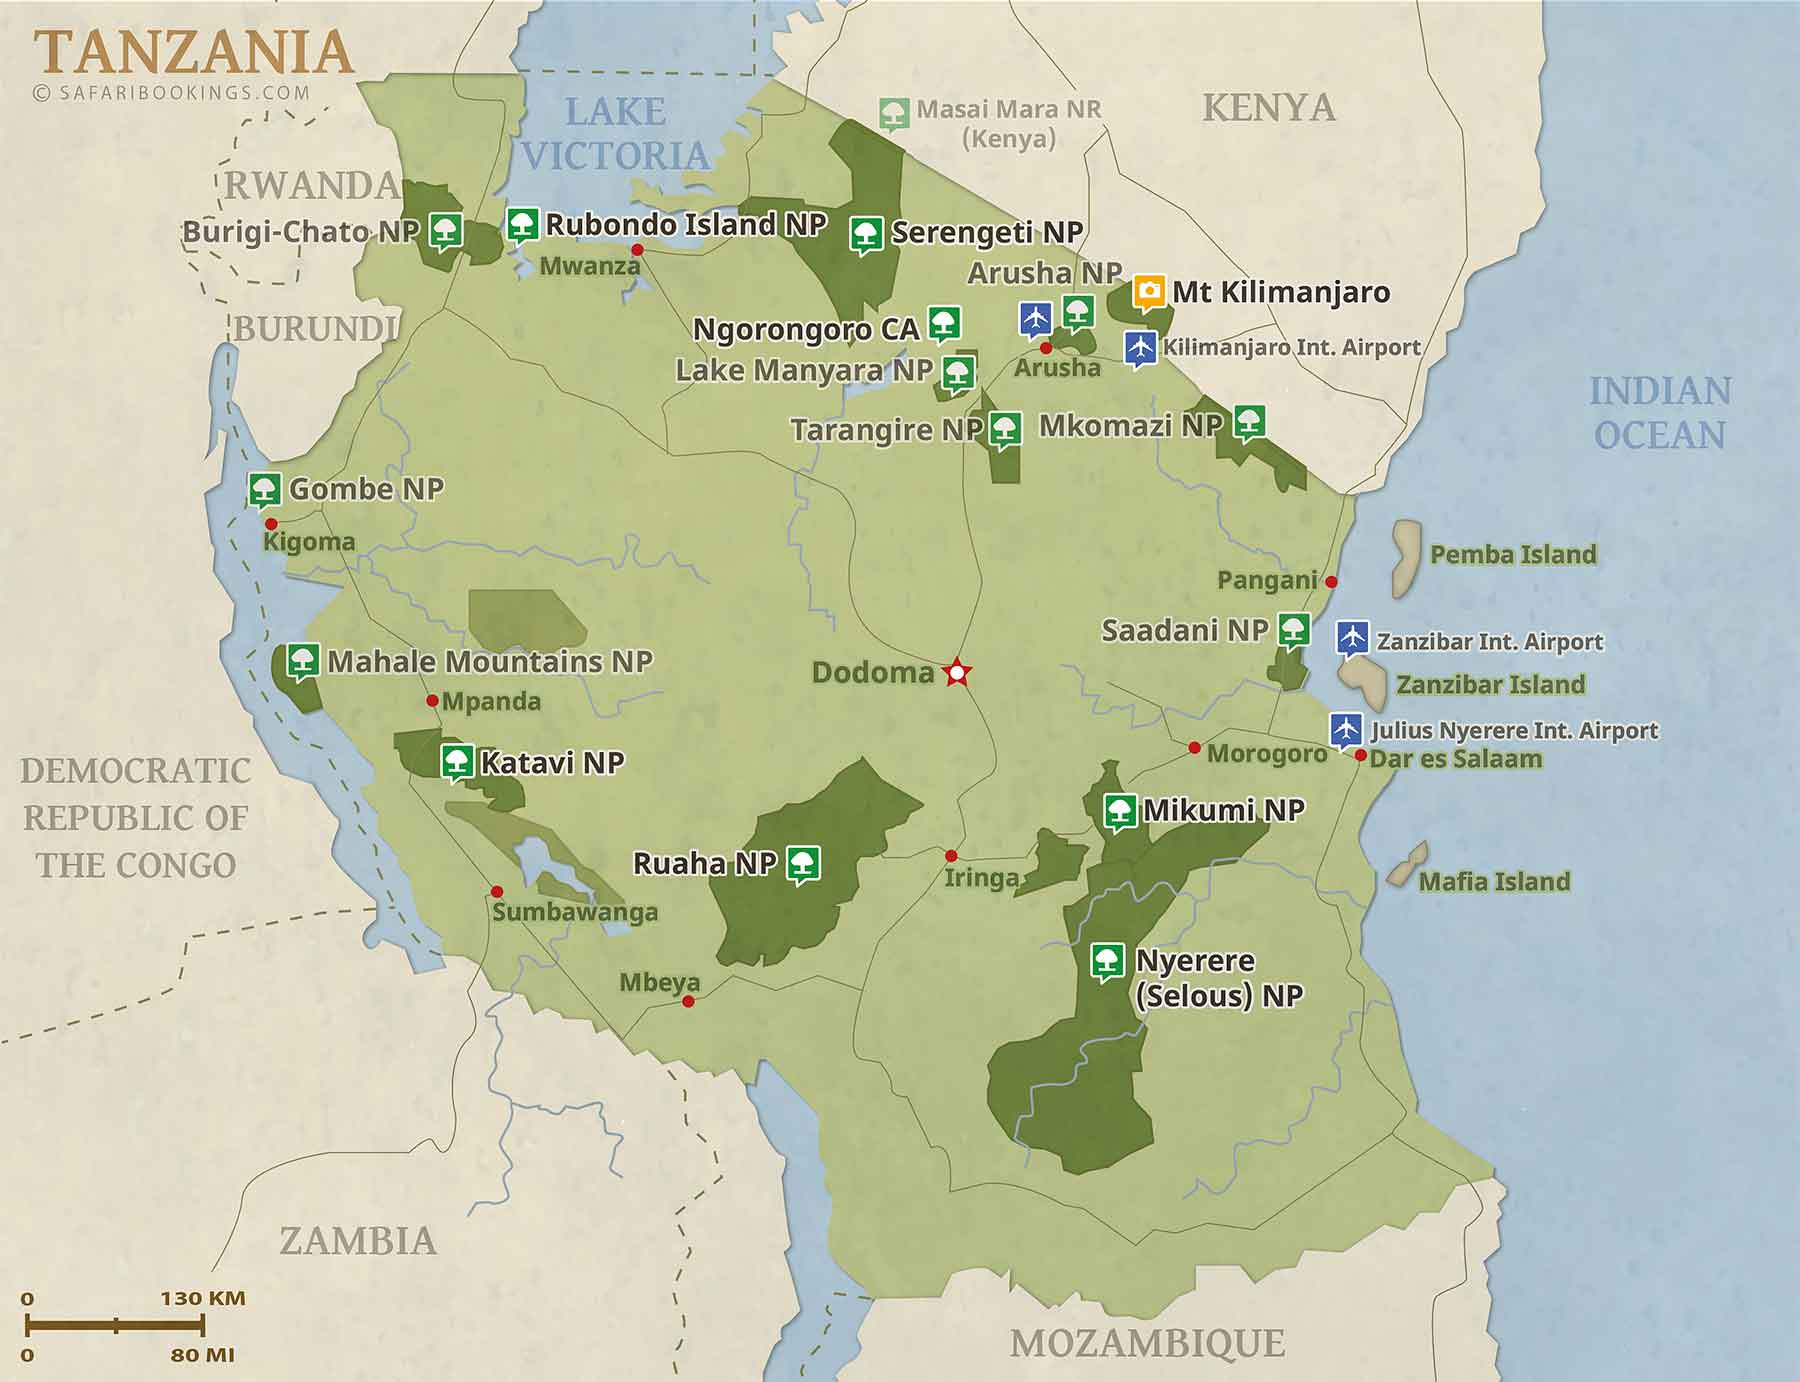 TANZANIA
© SAFARIBOOKINGS.COM
LAKE
VICTORIA
Masai Mara NR
(Kenya)
KENYA
RWANDA
Burigi-Chato NP
Rubondo Island NP
Mwanza
Serengeti NP
Arusha NP
Mt Kilimanjaro
BURUNDI
Ngorongoro CA
Kilimanjaro Int. Airport
Lake Manyara NP
Arusha
INDIAN
OCEAN
Tarangire NP
Mkomazi NP
Gombe NP
Kigoma
Pemba Island
Pangani
Saadani NP
Zanzibar Int. Airport
Mahale Mountains NP
Dodoma
Zanzibar Island
Mpanda
Julius Nyerere Int. Airport
Morogoro
Dar es Salaam
Katavi NP
DEMOCRATIC
REPUBLIC OF
THE CONGO
Mikumi NP
Ruaha NP
Iringa
Mafia Island
Sumbawanga
Nyerere
(Selous) NP
Mbeya
ZAMBIA
MOZAMBIQUE
0 130 KM
0 80 MI